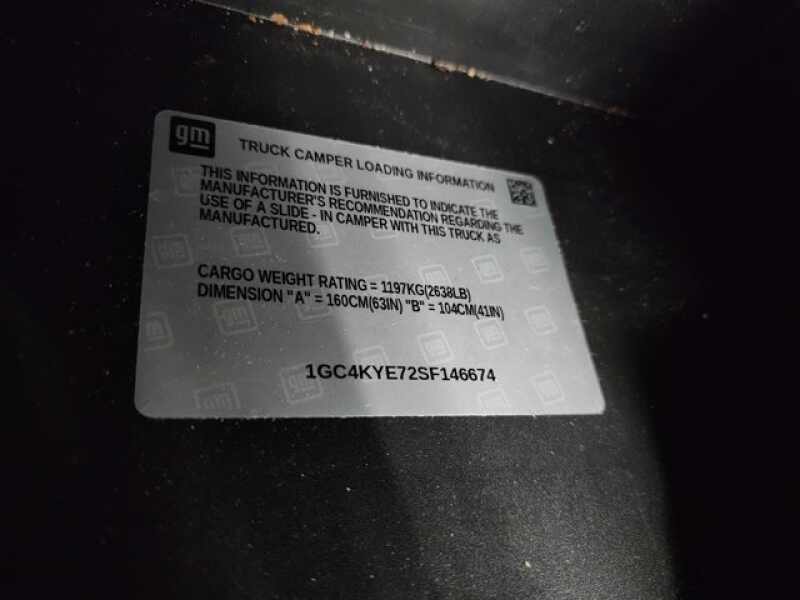 gm
TRUCK CAMPER LOADING INFORMATION
THIS INFORMATION IS FURNISHED TO INDICATE THE
MANUFACTURER'S RECOMMENDATION REGARDING THE
USE OF A SLIDE - IN CAMPER WITH THIS TRUCK AS
MANUFACTURED.
CARGO WEIGHT RATING = 1197KG(2638LB)
DIMENSION "A" = 160CM(63IN) "B" = 104CM(41IN)
1GC4KYE72SF146674